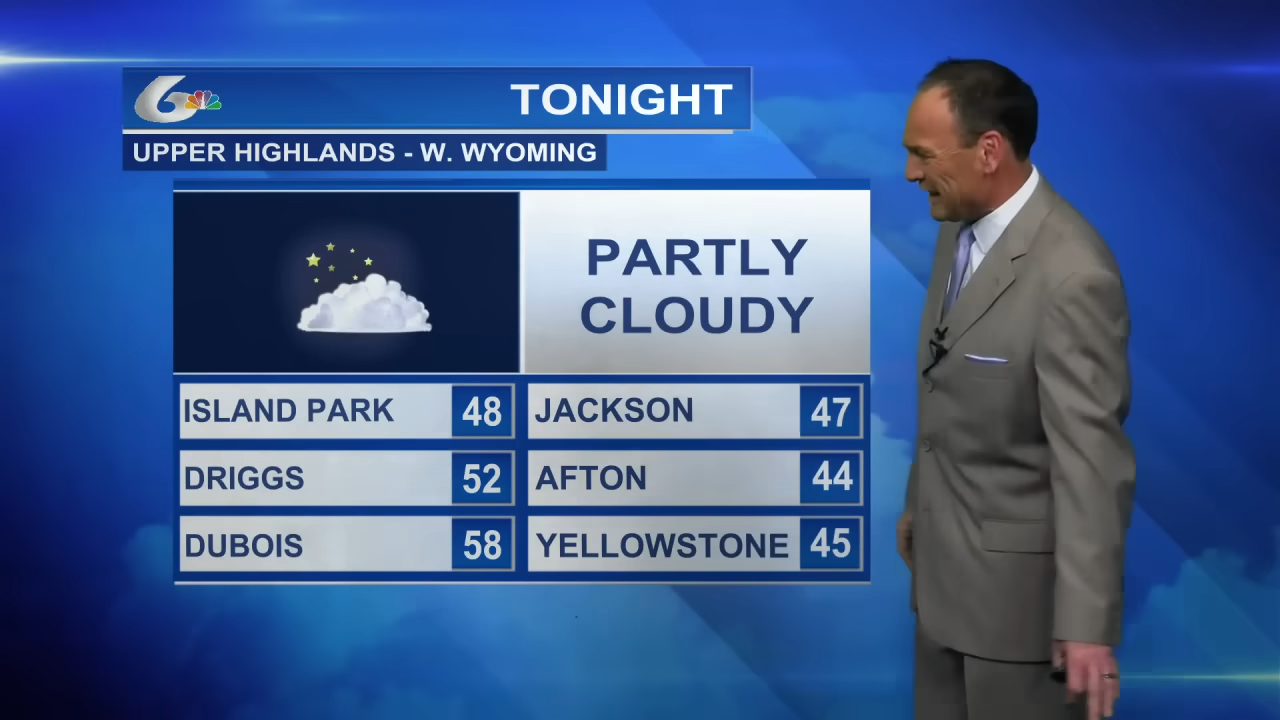 6
TONIGHT
UPPER HIGHLANDS - W. WYOMING
PARTLY
CLOUDY
ISLAND PARK 48
JACKSON 47
DRIGGS 52
AFTON 44
DUBOIS 58
YELLOWSTONE 45